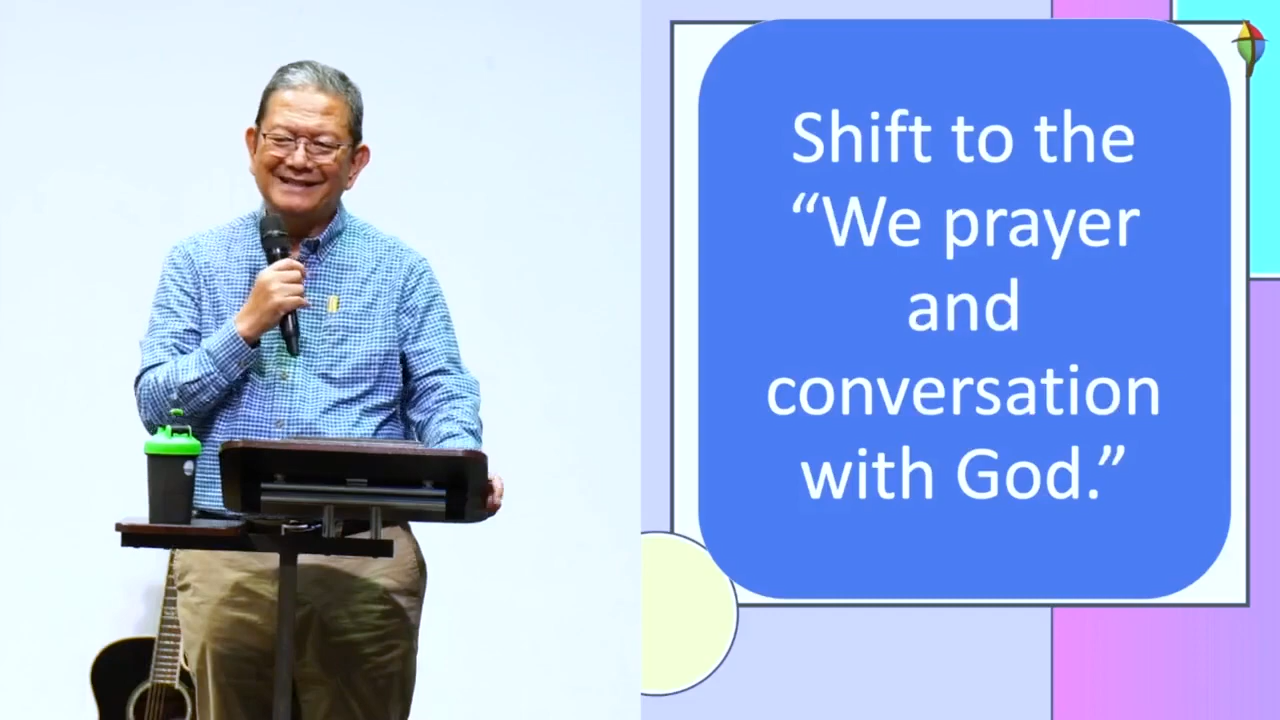 Shift to the
“We prayer
and
conversation
with God.”